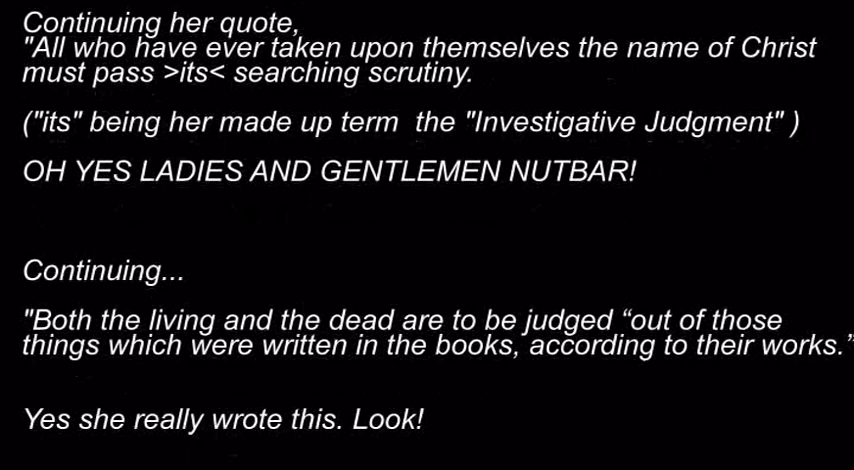 Continuing her quote,
"All who have ever taken upon themselves the name of Christ
must pass >its< searching scrutiny.
("its" being her made up term  the "Investigative Judgment" )
OH YES LADIES AND GENTLEMEN NUTBAR!
Continuing...
"Both the living and the dead are to be judged “out of those
things which were written in the books, according to their works.”
Yes she really wrote this. Look!